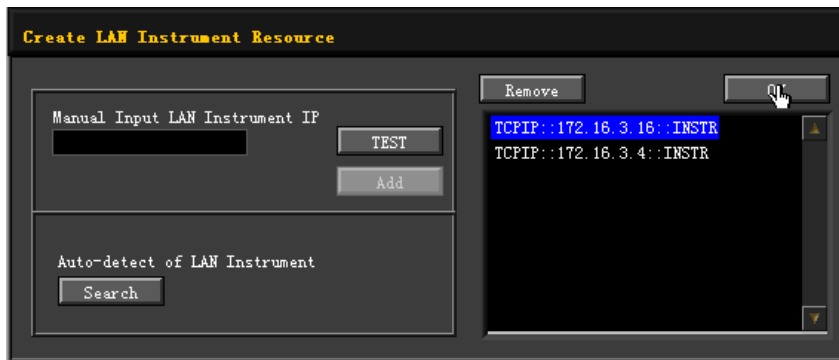 Create LAN Instrument Resource
Remove
Manual Input LAN Instrument IP
TEST
Add
TCPIP::172.16.3.16::INSTR
TCPIP::172.16.3.4::INSTR
Auto-detect of LAN Instrument
Search